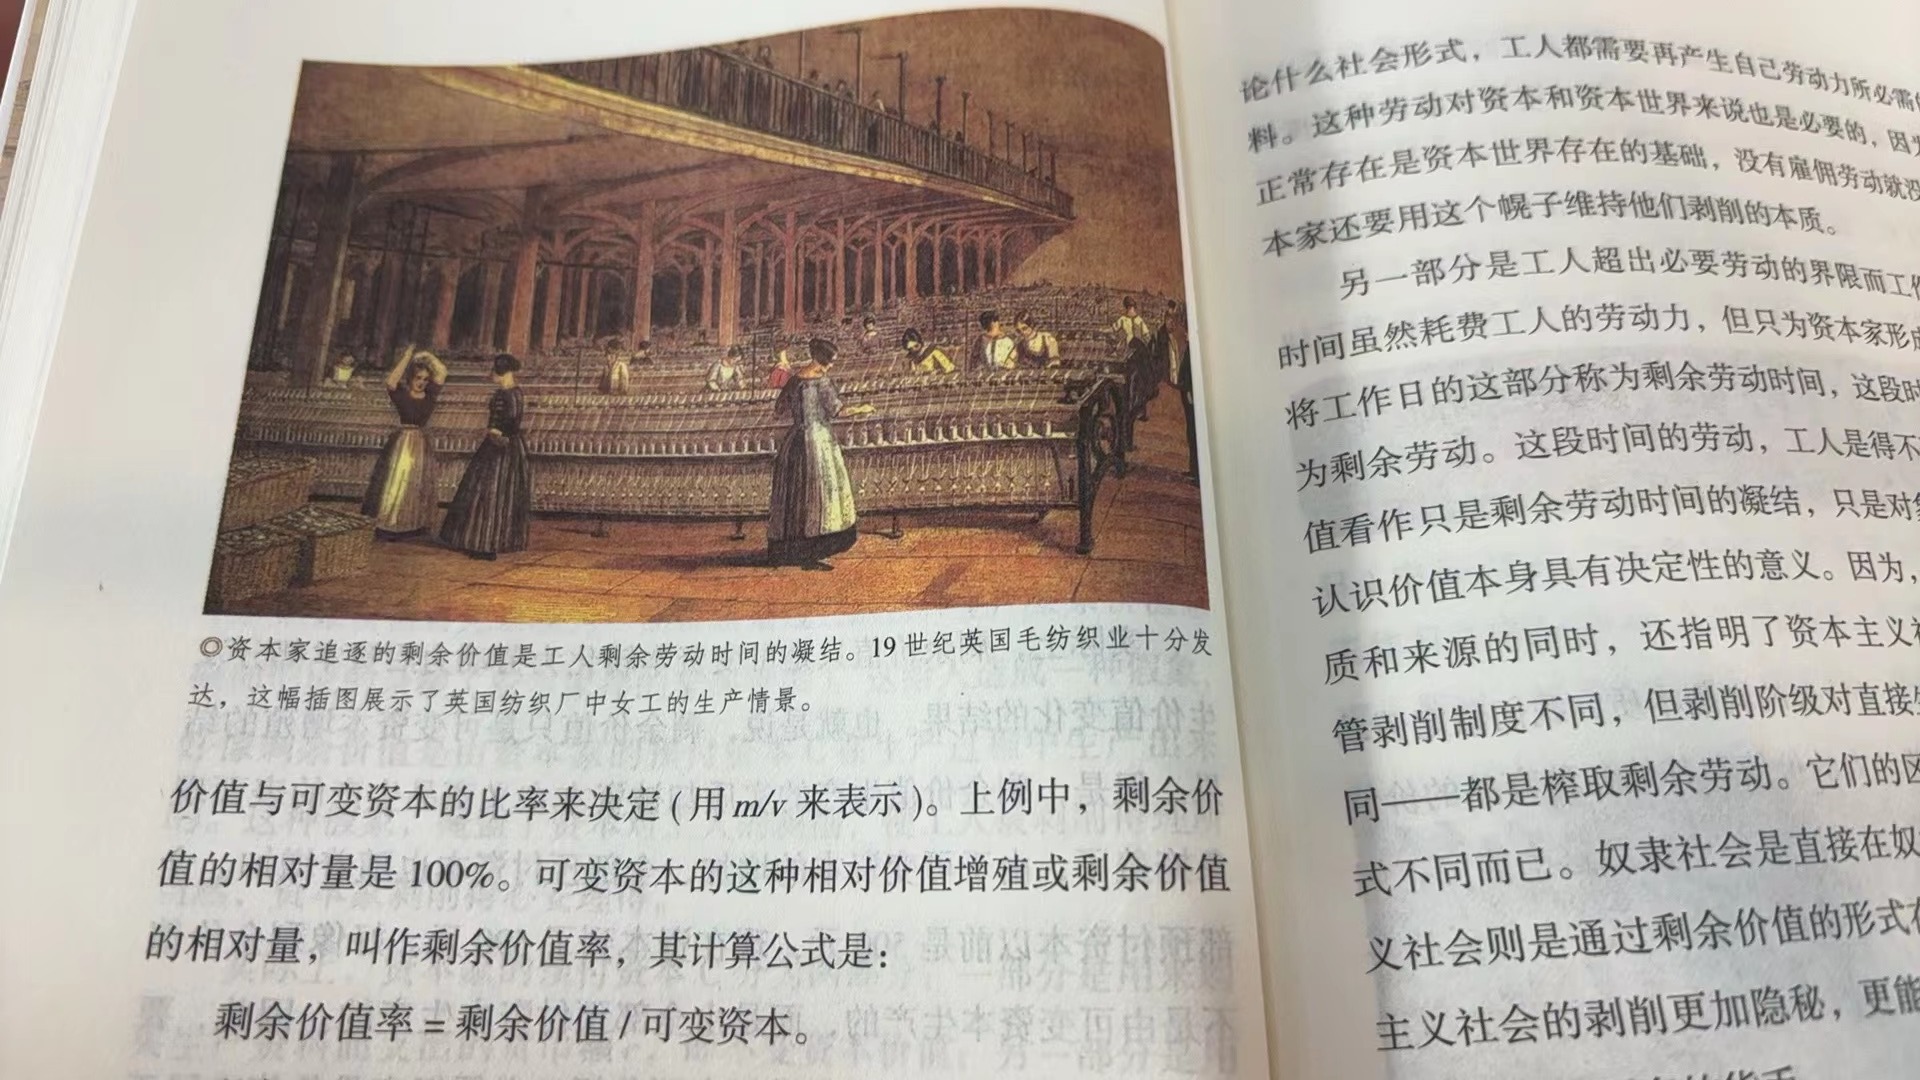 ◎资本家追逐的剩余价值是工人剩余劳动时间的凝结。19世纪英国毛纺织业十分发
达，这幅插图展示了英国纺织厂中女工的生产情景。
价值与可变资本的比率来决定(用m/v来表示)。上例中，剩余价
值的相对量是100%。可变资本的这种相对价值增殖或剩余价值
的相对量，叫作剩余价值率，其计算公式是：
剩余价值率=剩余价值/可变资本。
论什么社会形式，工人都需要再产生自己劳动力所必需
料。这种劳动对资本和资本世界来说也是必要的，因为
正常存在是资本世界存在的基础，没有雇佣劳动就没
本家还要用这个幌子维持他们剥削的本质。
另一部分是工人超出必要劳动的界限而工作
时间虽然耗费工人的劳动力，但只为资本家形成
将工作日的这部分称为剩余劳动时间，这段时
为剩余劳动。这段时间的劳动，工人是得不
值看作只是剩余劳动时间的凝结，只是对
认识价值本身具有决定性的意义。因为，
质和来源的同时，还指明了资本主义社
管剥削制度不同，但剥削阶级对直接生
同——都是榨取剩余劳动。它们的区
式不同而已。奴隶社会是直接在奴
义社会则是通过剩余价值的形式在
主义社会的剥削更加隐秘，更能